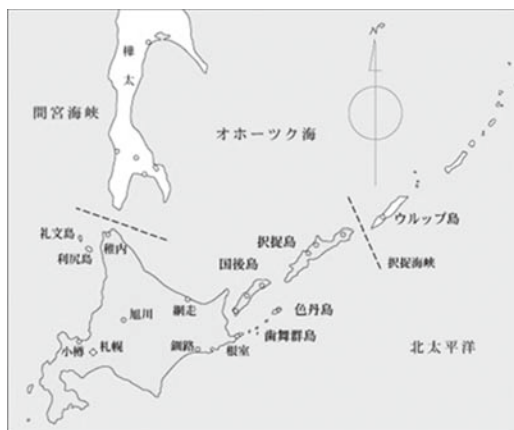 N
樺太
間宮海峡
オホーツク海
ウルップ島
択捉島
択捉海峡
国後島
色丹島
歯舞群島
礼文島
利尻島
稚内
網走
旭川
小樽
札幌
釧路
根室
北太平洋